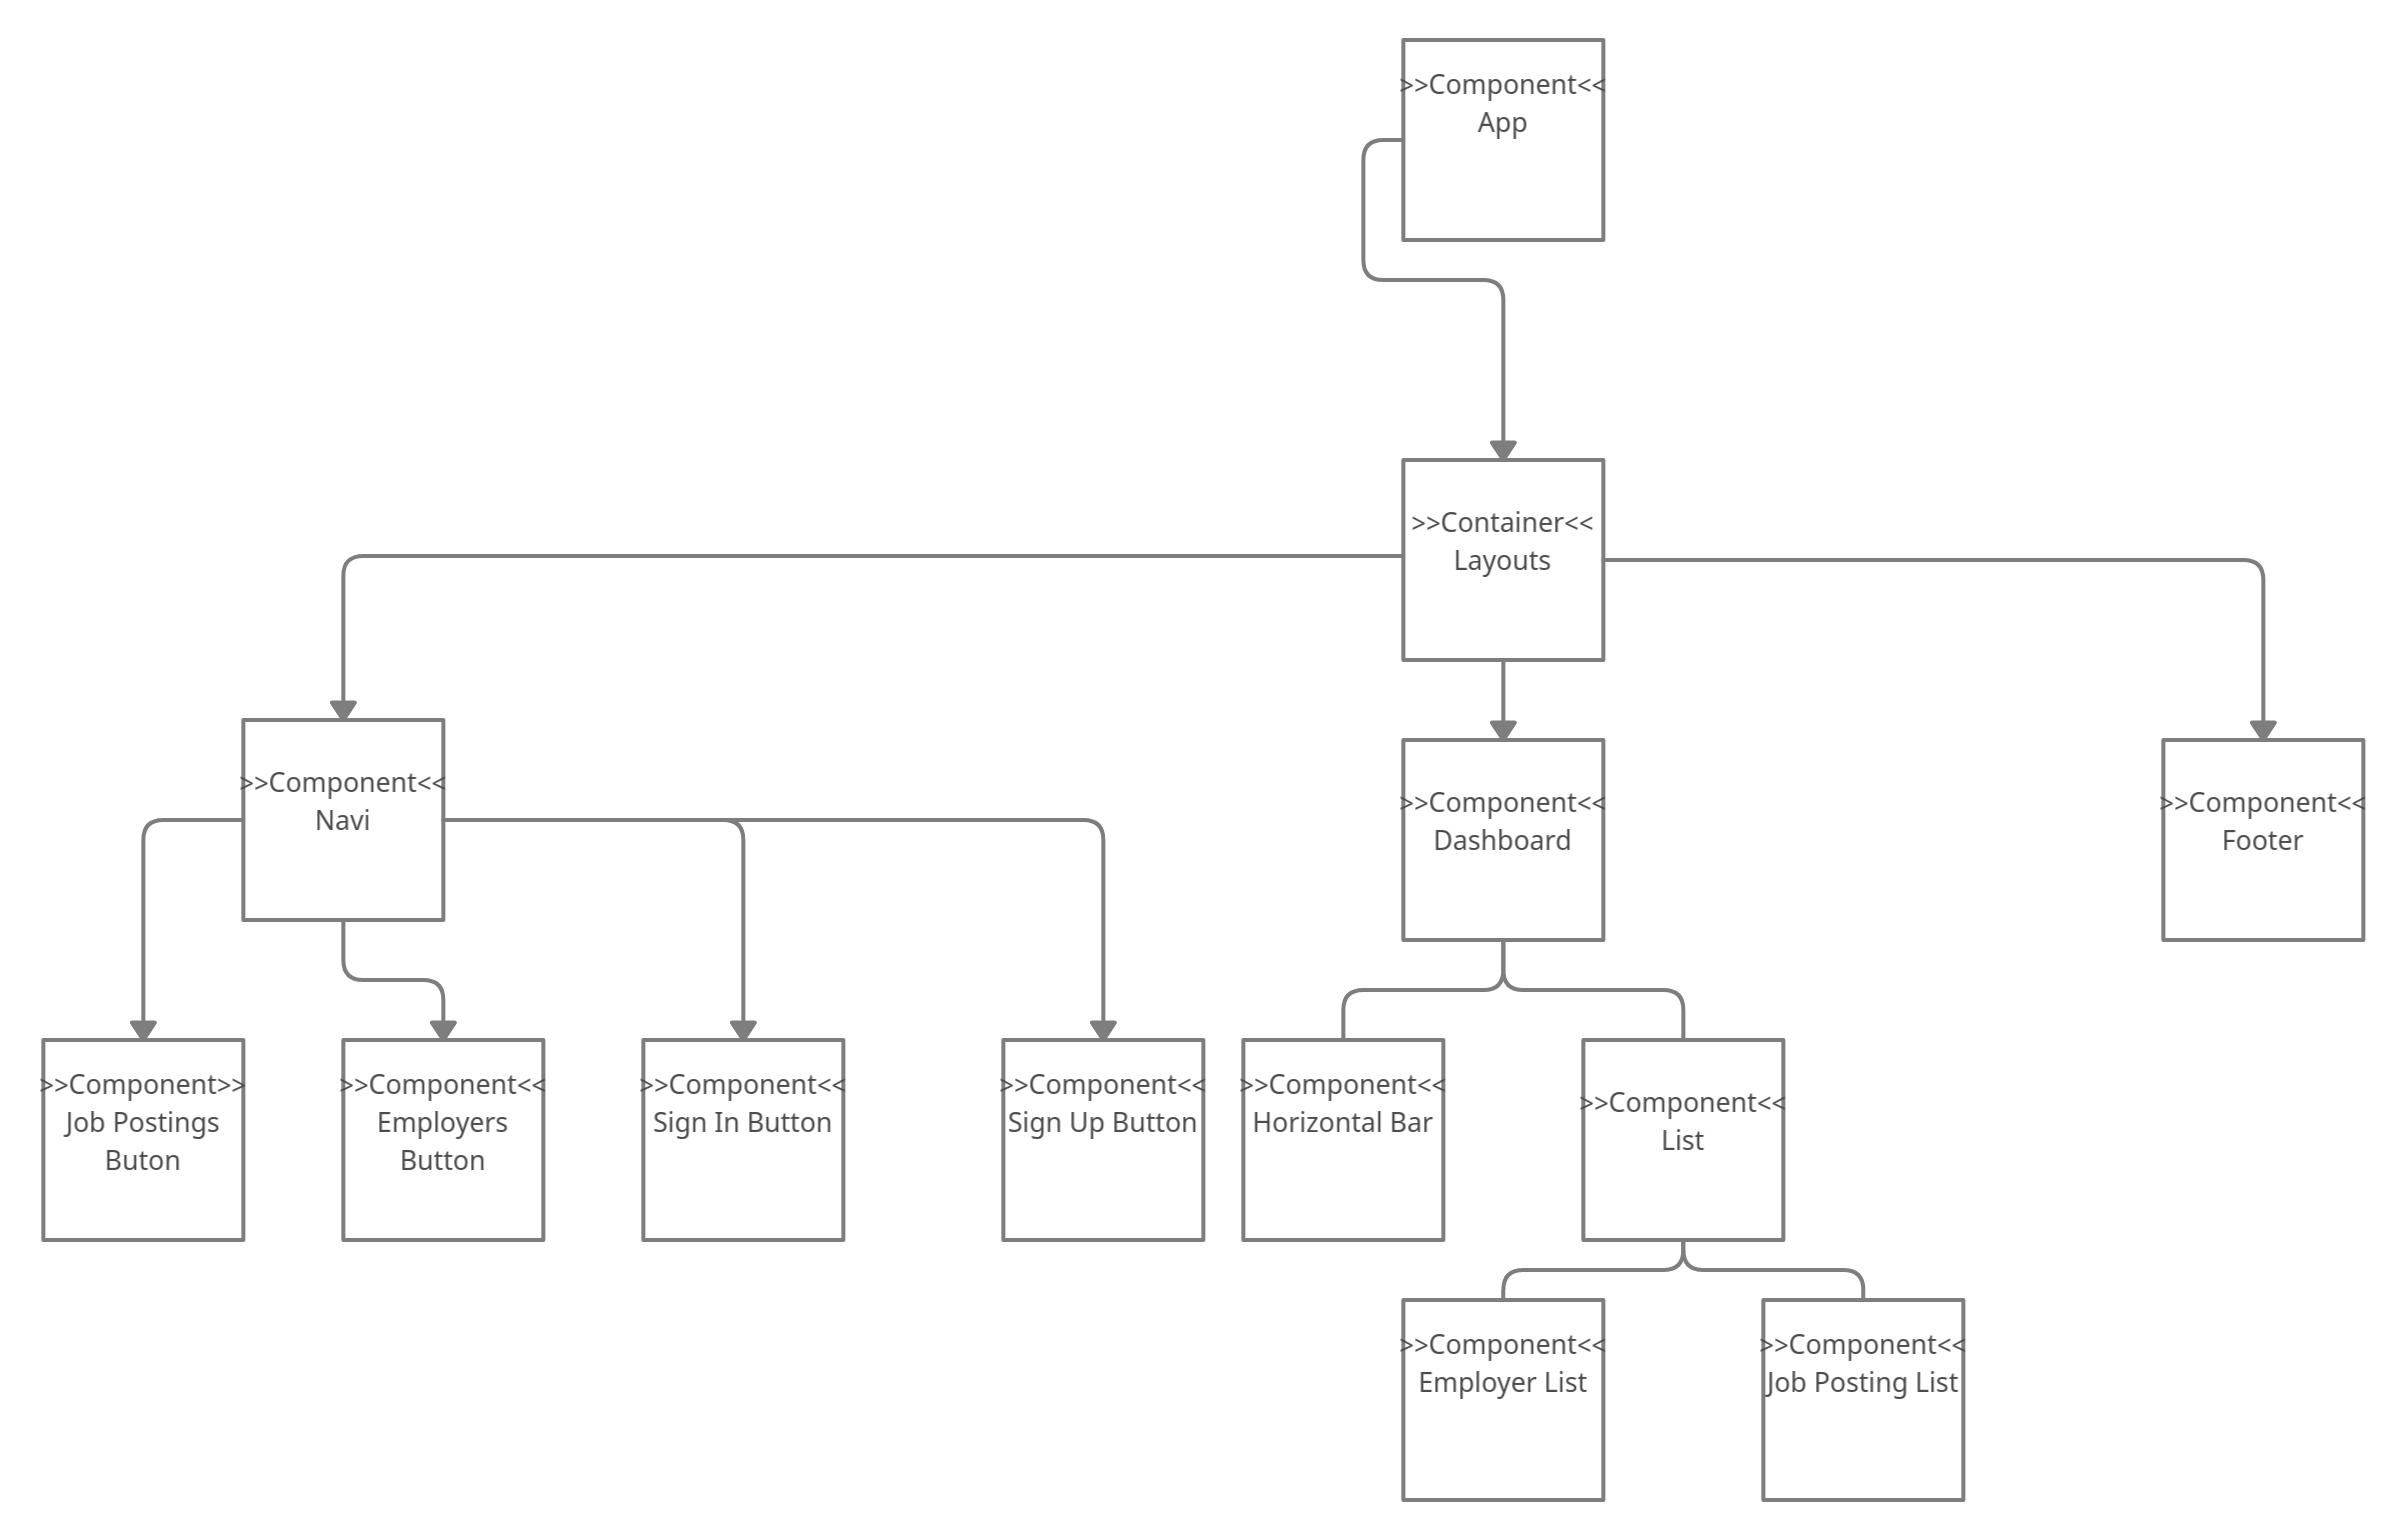 >>Component<<
App
>>Container<<
Layouts
>>Component<<
Navi
>>Component<<
Dashboard
>>Component<<
Footer
>>Component>>
Job Postings
Buton
>>Component<<
Employers
Button
>>Component<<
Sign In Button
>>Component<<
Sign Up Button
>>Component<<
Horizontal Bar
>>Component<<
List
>>Component<<
Employer List
>>Component<<
Job Posting List